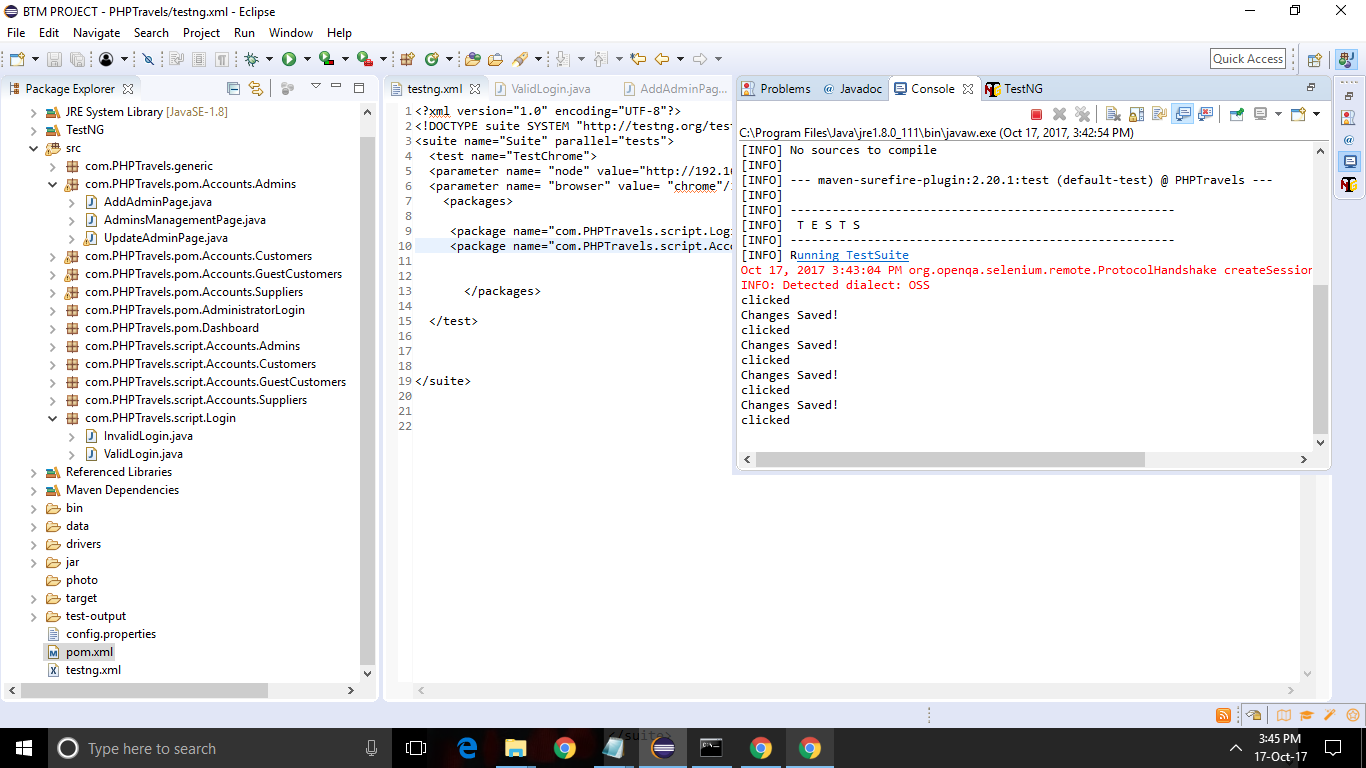 BTM PROJECT - PHPTravels/testng.xml - Eclipse
File Edit Navigate Search Project Run Window Help
Quick Access
Package Explorer
JRE System Library [JavaSE-1.8]
TestNG
src
com.PHPTravels.generic
com.PHPTravels.pom.Accounts.Admins
AddAdminPage.java
AdminsManagementPage.java
UpdateAdminPage.java
com.PHPTravels.pom.Accounts.Customers
com.PHPTravels.pom.Accounts.GuestCustomers
com.PHPTravels.pom.Accounts.Suppliers
com.PHPTravels.pom.AdministratorLogin
com.PHPTravels.pom.Dashboard
com.PHPTravels.script.Accounts.Admins
com.PHPTravels.script.Accounts.Customers
com.PHPTravels.script.Accounts.GuestCustomers
com.PHPTravels.script.Accounts.Suppliers
com.PHPTravels.script.Login
InvalidLogin.java
ValidLogin.java
Referenced Libraries
Maven Dependencies
bin
data
drivers
jar
photo
target
test-output
config.properties
pom.xml
testng.xml
testng.xml ValidLogin.java AddAdminPag...
1 <?xml version="1.0" encoding="UTF-8"?>
2 <!DOCTYPE suite SYSTEM "http://testng.org/test
3 <suite name="Suite" parallel="tests">
4 <test name="TestChrome">
5 <parameter name= "node" value="http://192.16
6 <parameter name= "browser" value= "chrome"/
7 <packages>
8
9 <package name="com.PHPTravels.script.Logi
10 <package name="com.PHPTravels.script.Acco
11
12
13 </packages>
14
15 </test>
16
17
18
19 </suite>
20
21
22
Problems @ Javadoc Console TestNG
C:\Program Files\Java\jre1.8.0_111\bin\javaw.exe (Oct 17, 2017, 3:42:54 PM)
[INFO] No sources to compile
[INFO]
[INFO] --- maven-surefire-plugin:2.20.1:test (default-test) @ PHPTravels ---
[INFO]
[INFO] -------------------------------------------------------
[INFO] T E S T S
[INFO] -------------------------------------------------------
[INFO] Running TestSuite
Oct 17, 2017 3:43:04 PM org.openqa.selenium.remote.ProtocolHandshake createSession
INFO: Detected dialect: OSS
clicked
Changes Saved!
clicked
Changes Saved!
clicked
Changes Saved!
clicked
Changes Saved!
clicked
Type here to search
</suite>
3:45 PM
17-Oct-17